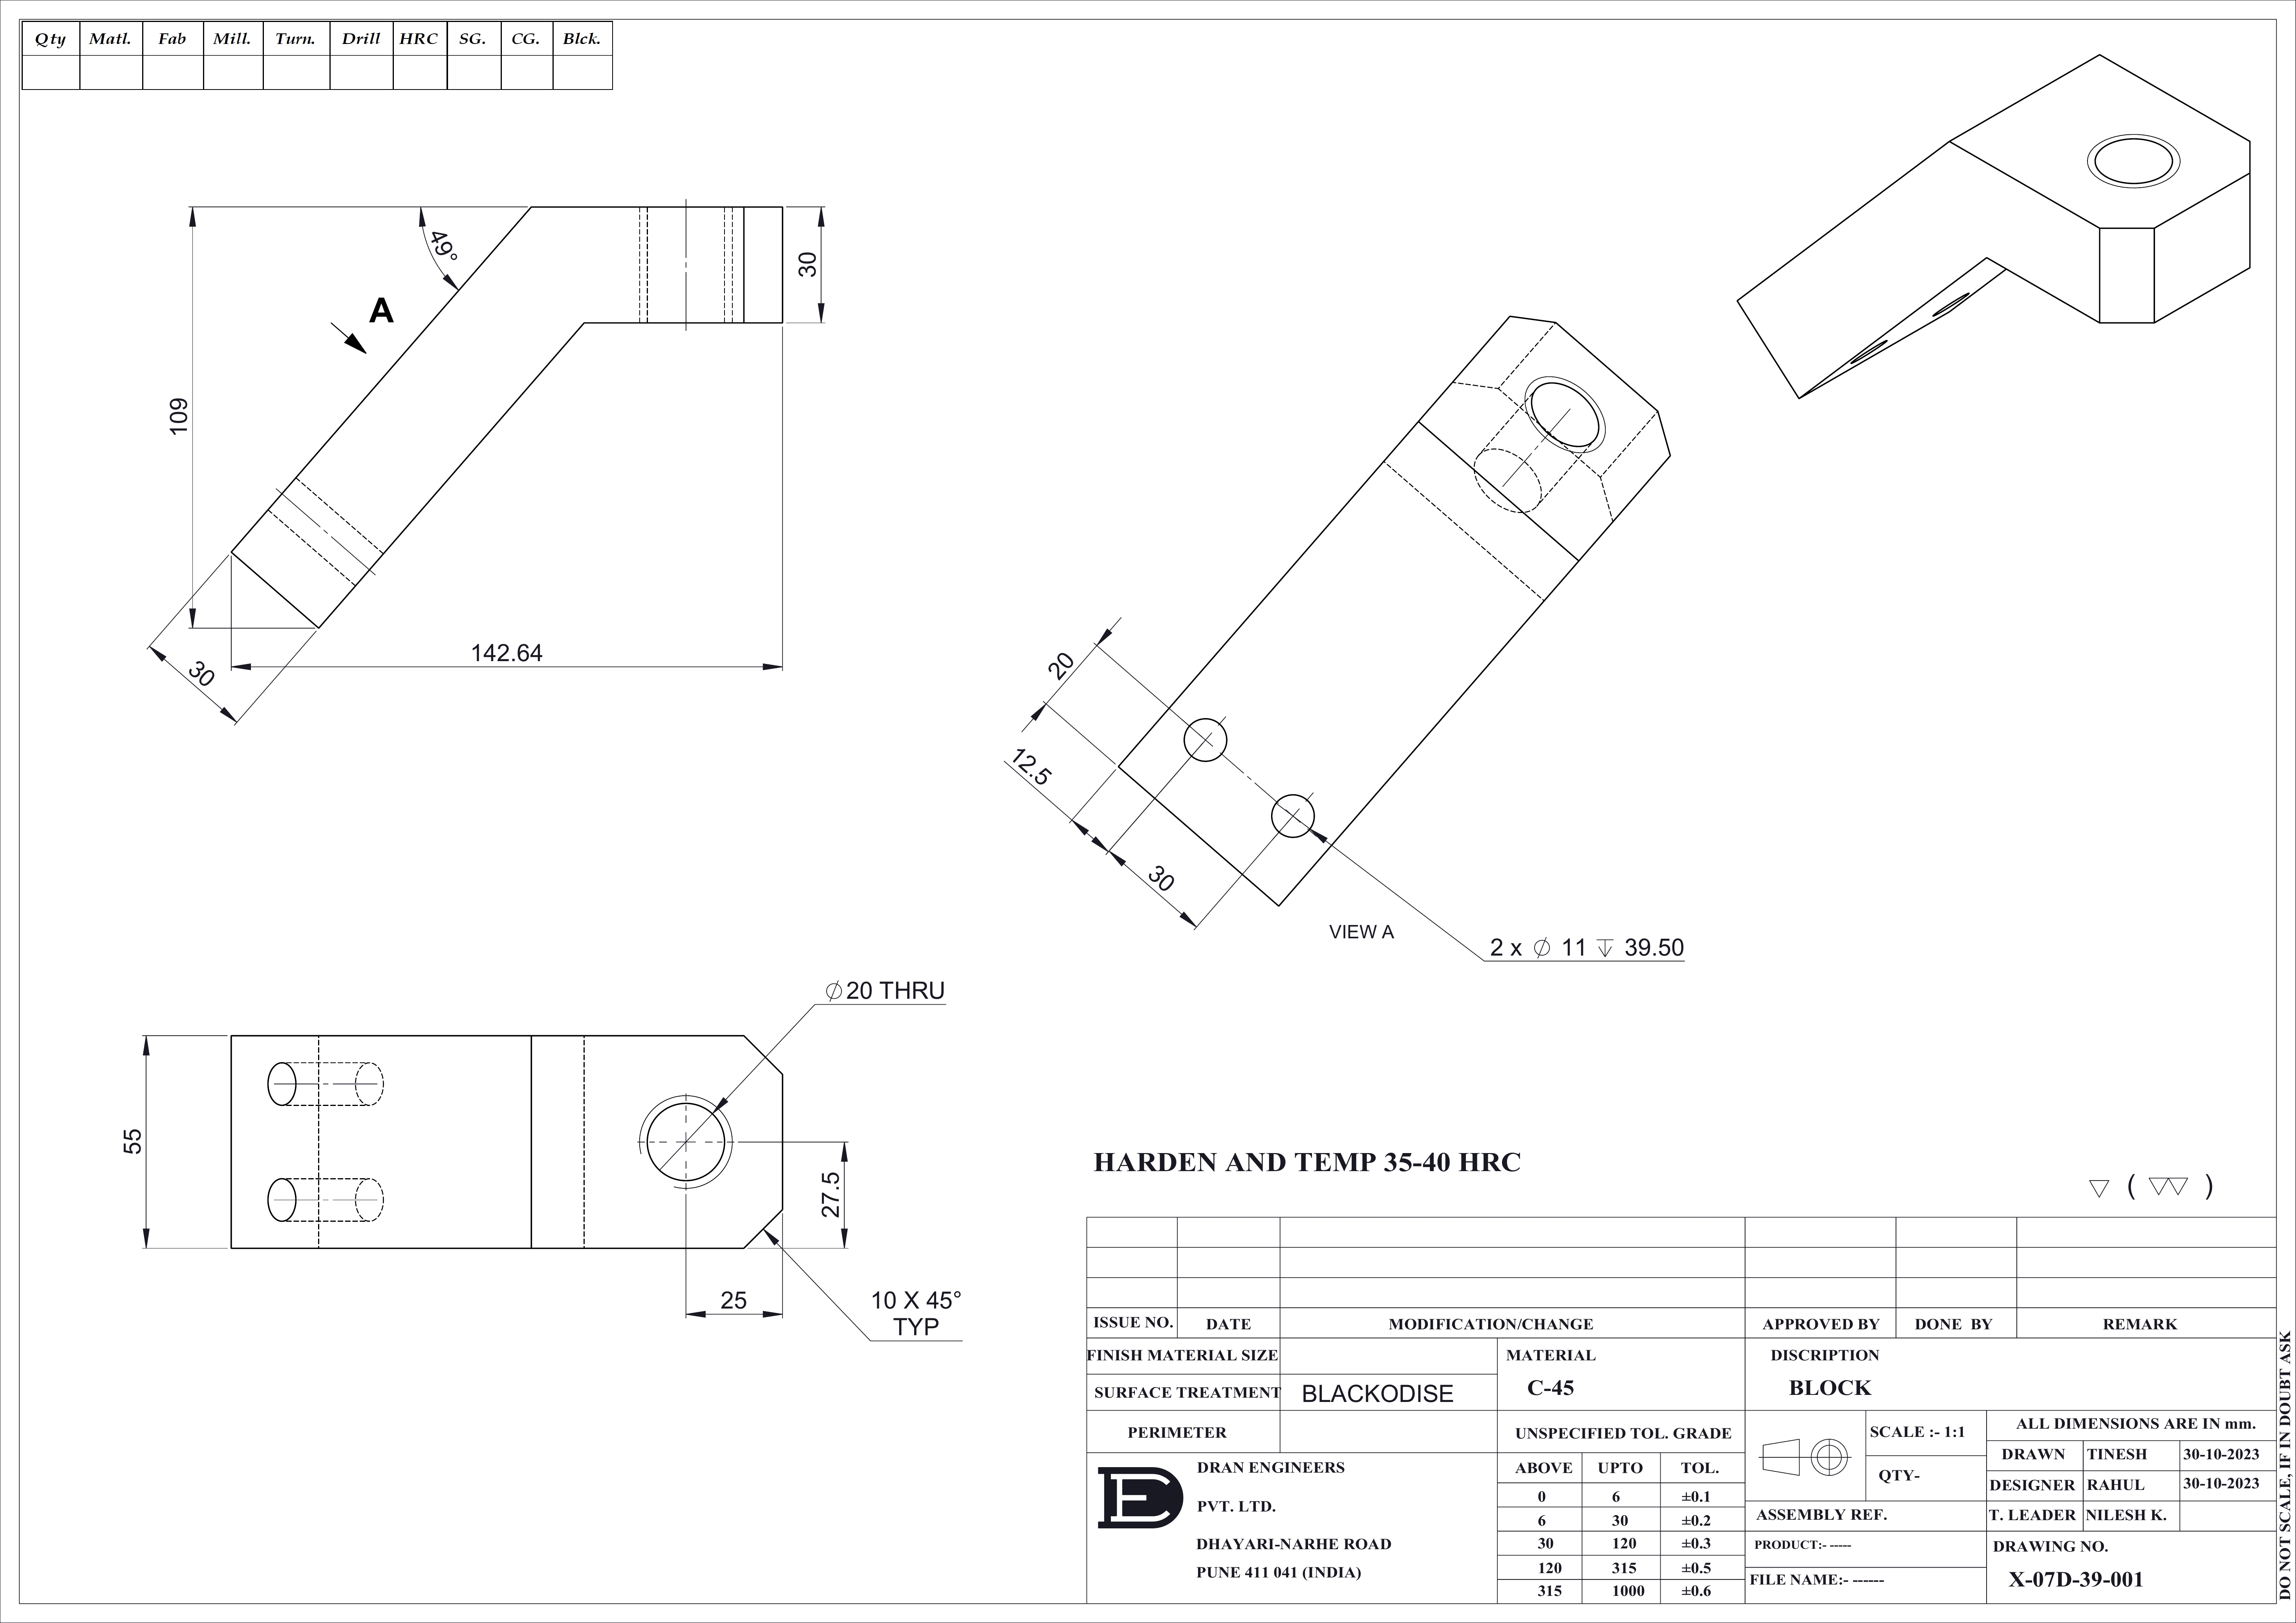 Qty Matl. Fab Mill. Turn. Drill HRC SG. CG. Blck.
49°
A
30
109
142.64
30
20
12.5
30
VIEW A
2 x ⌀ 11 ↧ 39.50
⌀20 THRU
55
27.5
25
10 X 45°
TYP
HARDEN AND TEMP 35-40 HRC
▽ ( ▽▽ )
ISSUE NO. DATE MODIFICATION/CHANGE APPROVED BY DONE BY REMARK
FINISH MATERIAL SIZE
SURFACE TREATMENT BLACKODISE
PERIMETER
MATERIAL
C-45
DISCRIPTION
BLOCK
UNSPECIFIED TOL. GRADE
ABOVE UPTO TOL.
0 6 ±0.1
6 30 ±0.2
30 120 ±0.3
120 315 ±0.5
315 1000 ±0.6
DRAN ENGINEERS
PVT. LTD.
DHAYARI-NARHE ROAD
PUNE 411 041 (INDIA)
SCALE :- 1:1
QTY-
ALL DIMENSIONS ARE IN mm.
DRAWN TINESH 30-10-2023
DESIGNER RAHUL 30-10-2023
T. LEADER NILESH K.
ASSEMBLY REF.
PRODUCT:- -----
FILE NAME:- ------
DRAWING NO.
X-07D-39-001
DO NOT SCALE, IF IN DOUBT ASK